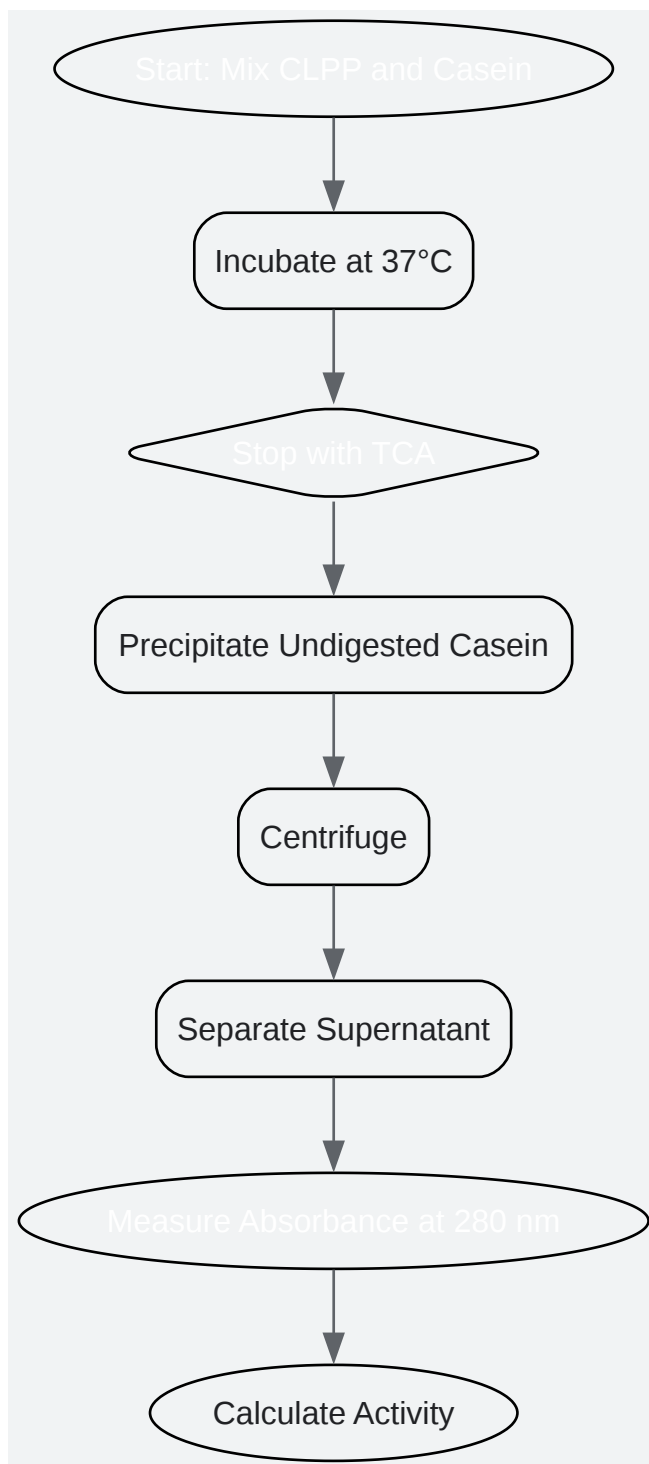 Start: Mix CLPP and Casein
Incubate at 37°C
Stop with TCA
Precipitate Undigested Casein
Centrifuge
Separate Supernatant
Measure Absorbance at 280 nm
Calculate Activity